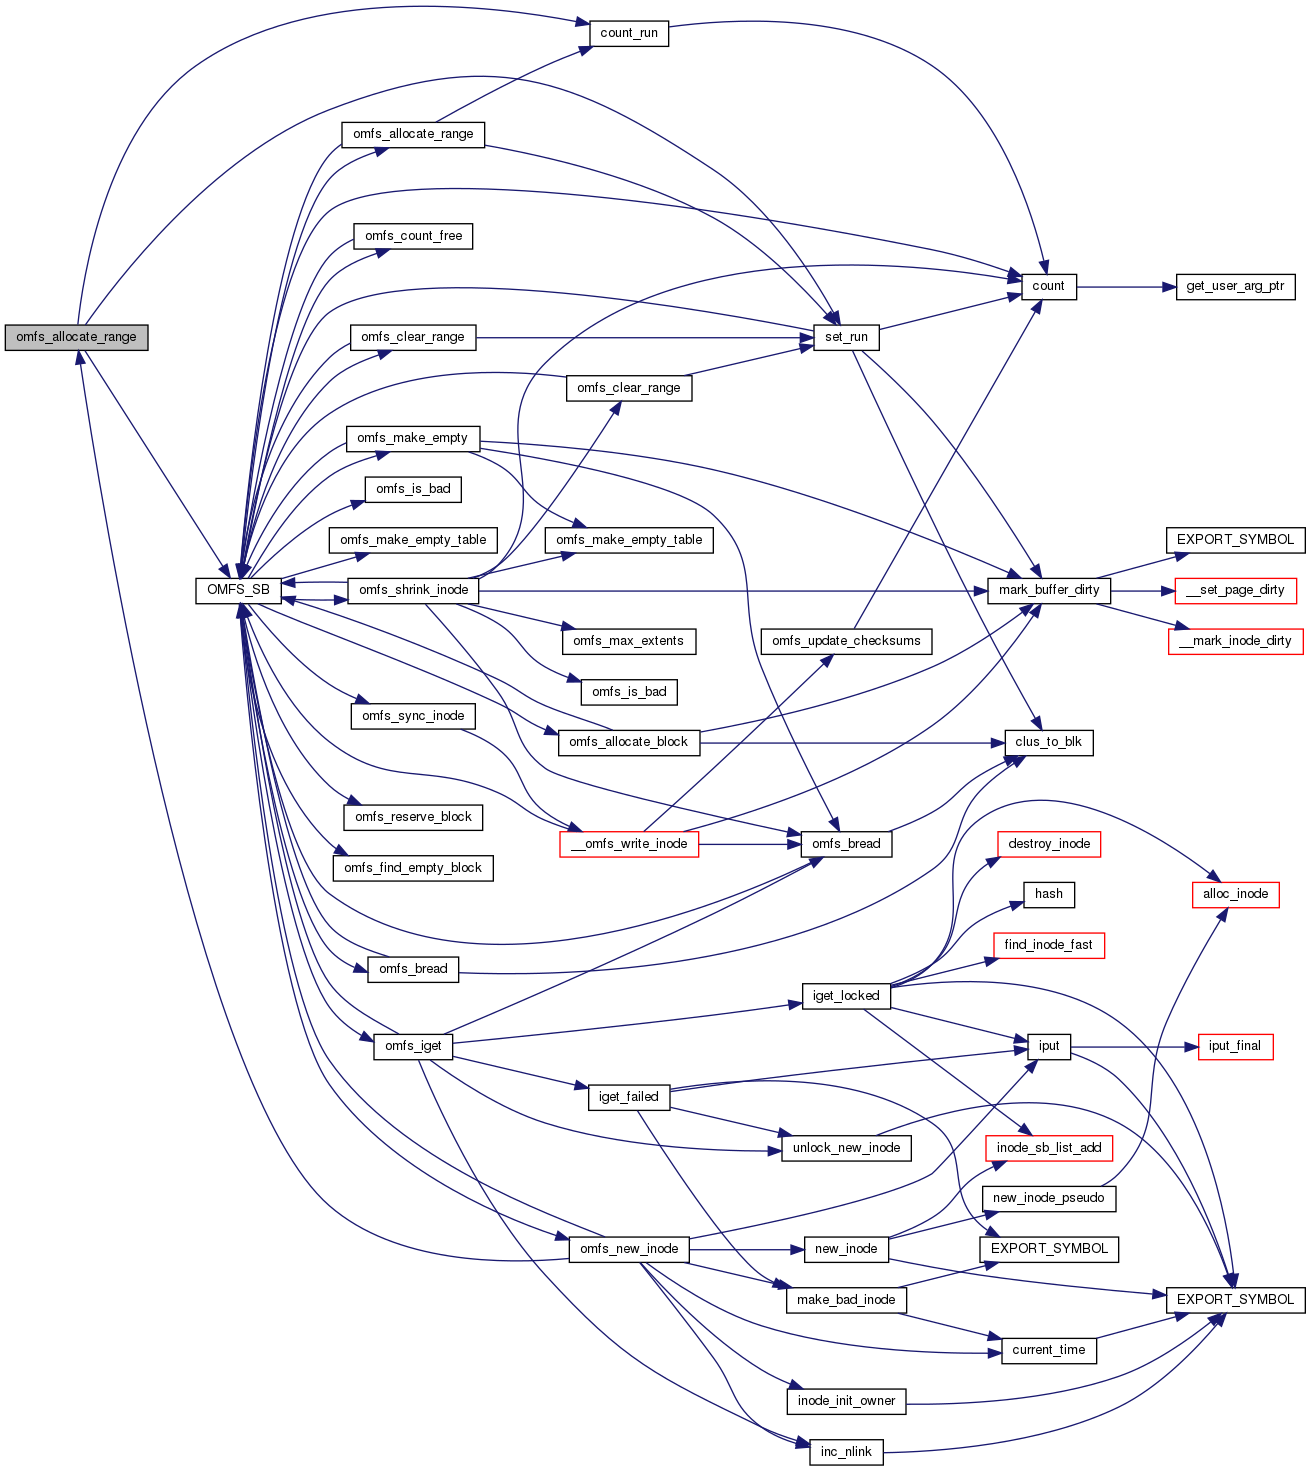 count_run
omfs_allocate_range
omfs_count_free
count
get_user_arg_ptr
omfs_allocate_range
omfs_clear_range
set_run
omfs_clear_range
omfs_make_empty
omfs_is_bad
omfs_make_empty_table
omfs_make_empty_table
EXPORT_SYMBOL
OMFS_SB
omfs_shrink_inode
mark_buffer_dirty
__set_page_dirty
omfs_max_extents
omfs_update_checksums
__mark_inode_dirty
omfs_is_bad
omfs_sync_inode
omfs_allocate_block
clus_to_blk
omfs_reserve_block
__omfs_write_inode
omfs_bread
destroy_inode
omfs_find_empty_block
hash
alloc_inode
find_inode_fast
omfs_bread
iget_locked
omfs_iget
iput
iput_final
iget_failed
unlock_new_inode
inode_sb_list_add
new_inode_pseudo
omfs_new_inode
new_inode
EXPORT_SYMBOL
make_bad_inode
EXPORT_SYMBOL
current_time
inode_init_owner
inc_nlink